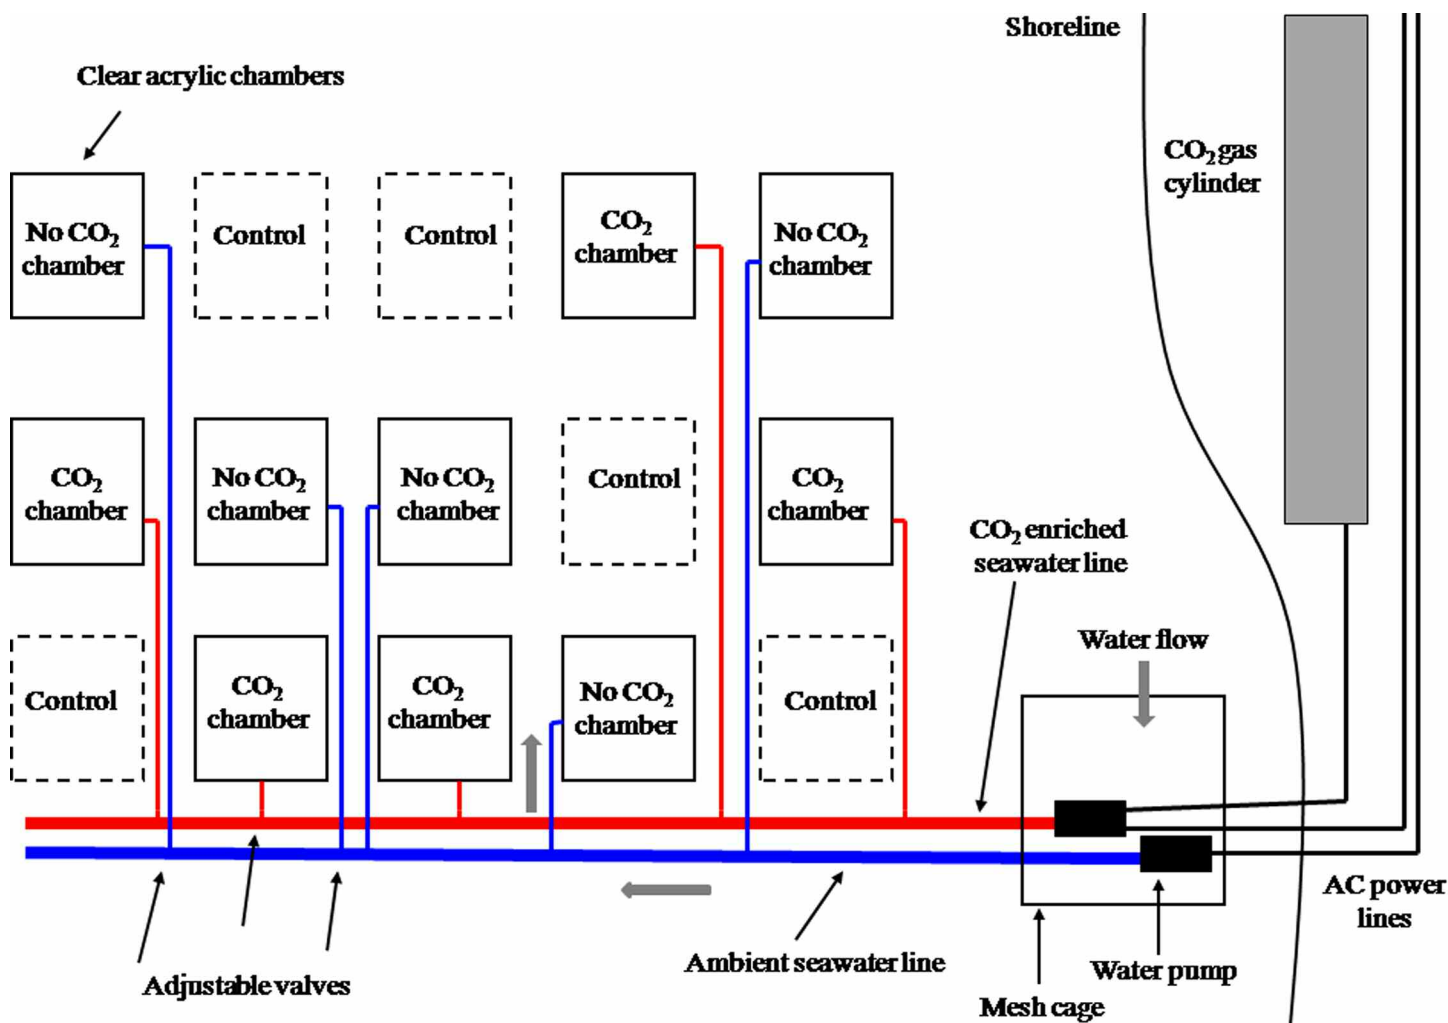 Shoreline
Clear acrylic chambers
CO₂ gas
cylinder
No CO₂
chamber
Control
Control
CO₂
chamber
No CO₂
chamber
CO₂
chamber
No CO₂
chamber
No CO₂
chamber
Control
CO₂
chamber
CO₂ enriched
seawater line
Water flow
Control
CO₂
chamber
CO₂
chamber
No CO₂
chamber
Control
AC power
lines
Adjustable valves
Ambient seawater line
Water pump
Mesh cage